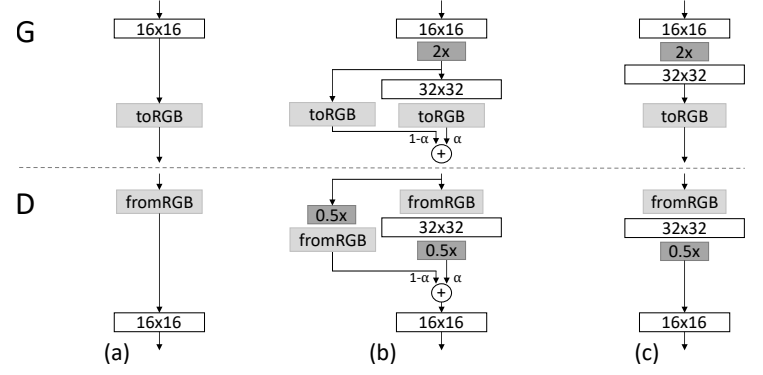 G
16x16
toRGB
16x16
2x
32x32
toRGB
toRGB
1-α
α
+
16x16
2x
32x32
toRGB
D
fromRGB
16x16
(a)
0.5x
fromRGB
fromRGB
32x32
0.5x
1-α
α
+
16x16
(b)
fromRGB
32x32
0.5x
16x16
(c)